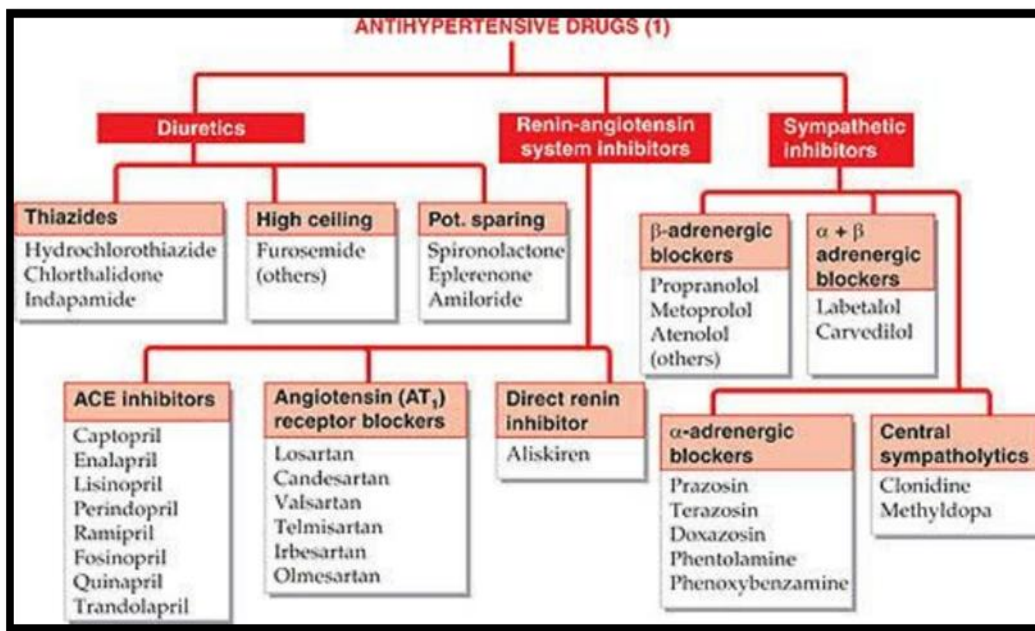 ANTIHYPERTENSIVE DRUGS (1)
Diuretics
Renin-angiotensin
system inhibitors
Sympathetic
inhibitors
Thiazides
Hydrochlorothiazide
Chlorthalidone
Indapamide
High ceiling
Furosemide
(others)
Pot. sparing
Spironolactone
Eplerenone
Amiloride
β-adrenergic
blockers
Propranolol
Metoprolol
Atenolol
(others)
α + β
adrenergic
blockers
Labetalol
Carvedilol
ACE inhibitors
Captopril
Enalapril
Lisinopril
Perindopril
Ramipril
Fosinopril
Quinapril
Trandolapril
Angiotensin (AT₁)
receptor blockers
Losartan
Candesartan
Valsartan
Telmisartan
Irbesartan
Olmesartan
Direct renin
inhibitor
Aliskiren
α-adrenergic
blockers
Prazosin
Terazosin
Doxazosin
Phentolamine
Phenoxybenzamine
Central
sympatholytics
Clonidine
Methyldopa